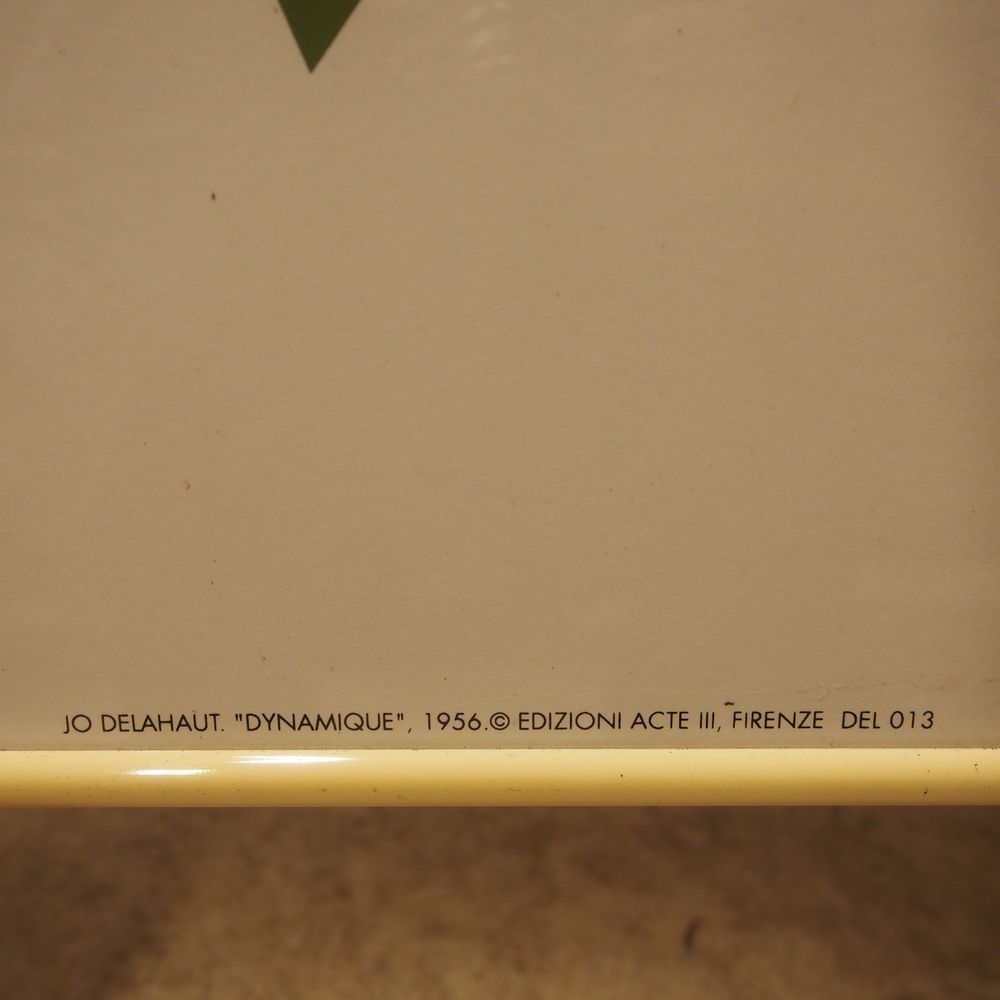 JO DELAHAUT. "DYNAMIQUE", 1956.© EDIZIONI ACTE III, FIRENZE DEL 013